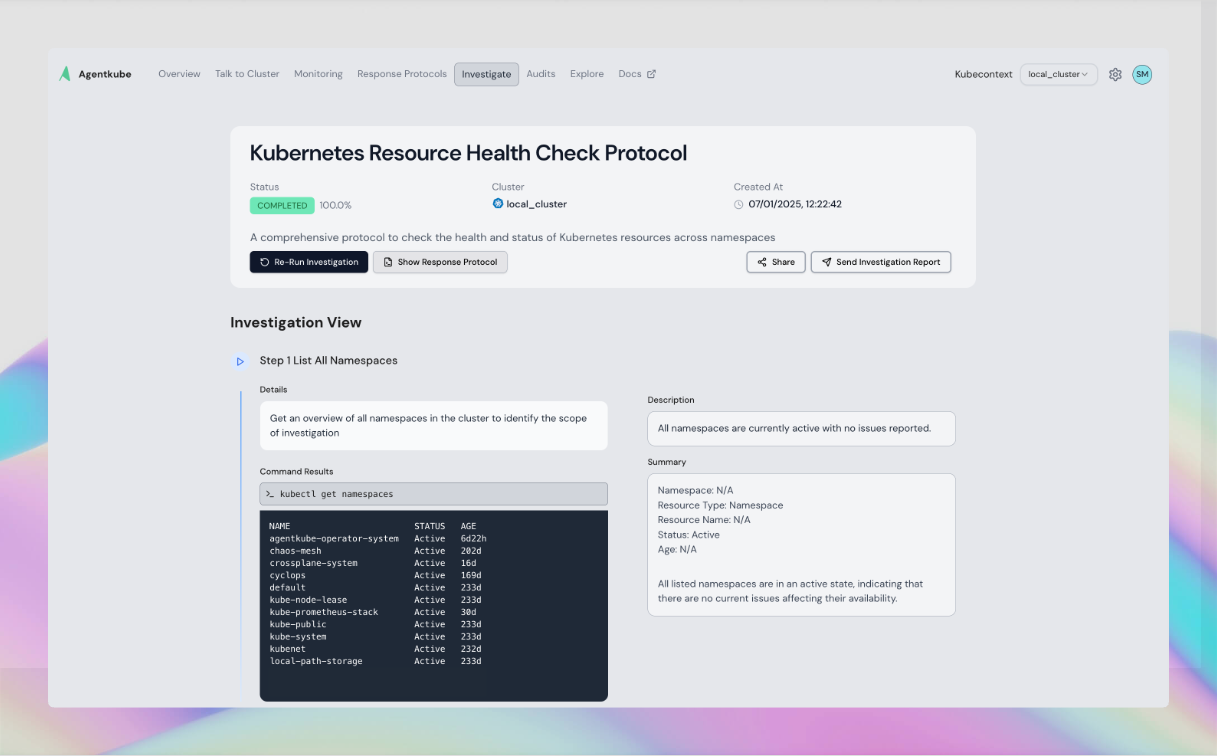 Agentkube
Overview Talk to Cluster Monitoring Response Protocols Investigate Audits Explore Docs
Kubecontext local_cluster SM
Kubernetes Resource Health Check Protocol
Status Cluster Created At
COMPLETED 100.0% local_cluster 07/01/2025, 12:22:42
A comprehensive protocol to check the health and status of Kubernetes resources across namespaces
Re-Run Investigation Show Response Protocol Share Send Investigation Report
Investigation View
Step 1 List All Namespaces
Details
Get an overview of all namespaces in the cluster to identify the scope
of investigation
Command Results
>_ kubectl get namespaces
NAME STATUS AGE
agentkube-operator-system Active 6d22h
chaos-mesh Active 202d
crossplane-system Active 16d
cyclops Active 169d
default Active 233d
kube-node-lease Active 233d
kube-prometheus-stack Active 30d
kube-public Active 233d
kube-system Active 233d
kubenet Active 232d
local-path-storage Active 233d
Description
All namespaces are currently active with no issues reported.
Summary
Namespace: N/A
Resource Type: Namespace
Resource Name: N/A
Status: Active
Age: N/A
All listed namespaces are in an active state, indicating that
there are no current issues affecting their availability.